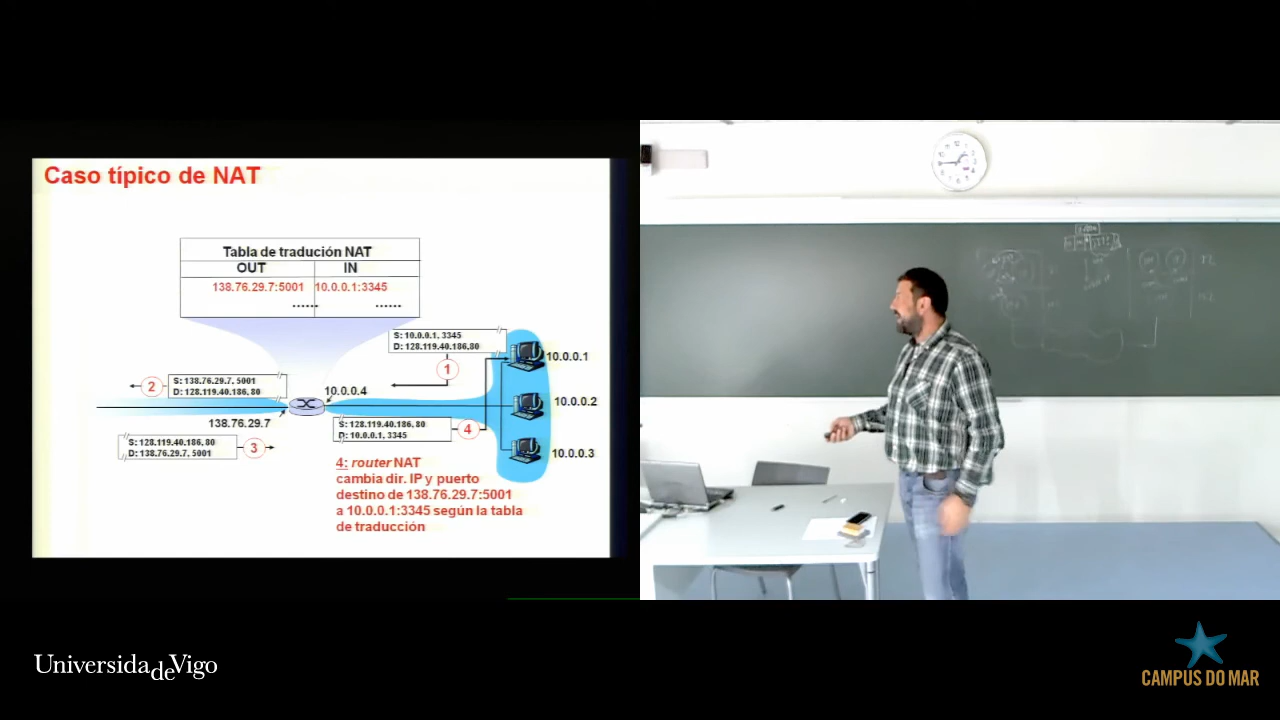 Caso típico de NAT
Tabla de tradución NAT
OUT IN
138.76.29.7:5001 10.0.0.1:3345
...... ......
S: 10.0.0.1, 3345
D: 128.119.40.186,80
1
10.0.0.1
2
S: 138.76.29.7, 5001
D: 128.119.40.186, 80
10.0.0.4
10.0.0.2
138.76.29.7
S: 128.119.40.186, 80
D: 10.0.0.1, 3345
4
S: 128.119.40.186, 80
D: 138.76.29.7, 5001
3
10.0.0.3
4: router NAT
cambia dir. IP y puerto
destino de 138.76.29.7:5001
a 10.0.0.1:3345 según la tabla
de traducción
UniversidadeVigo
CAMPUS DO MAR